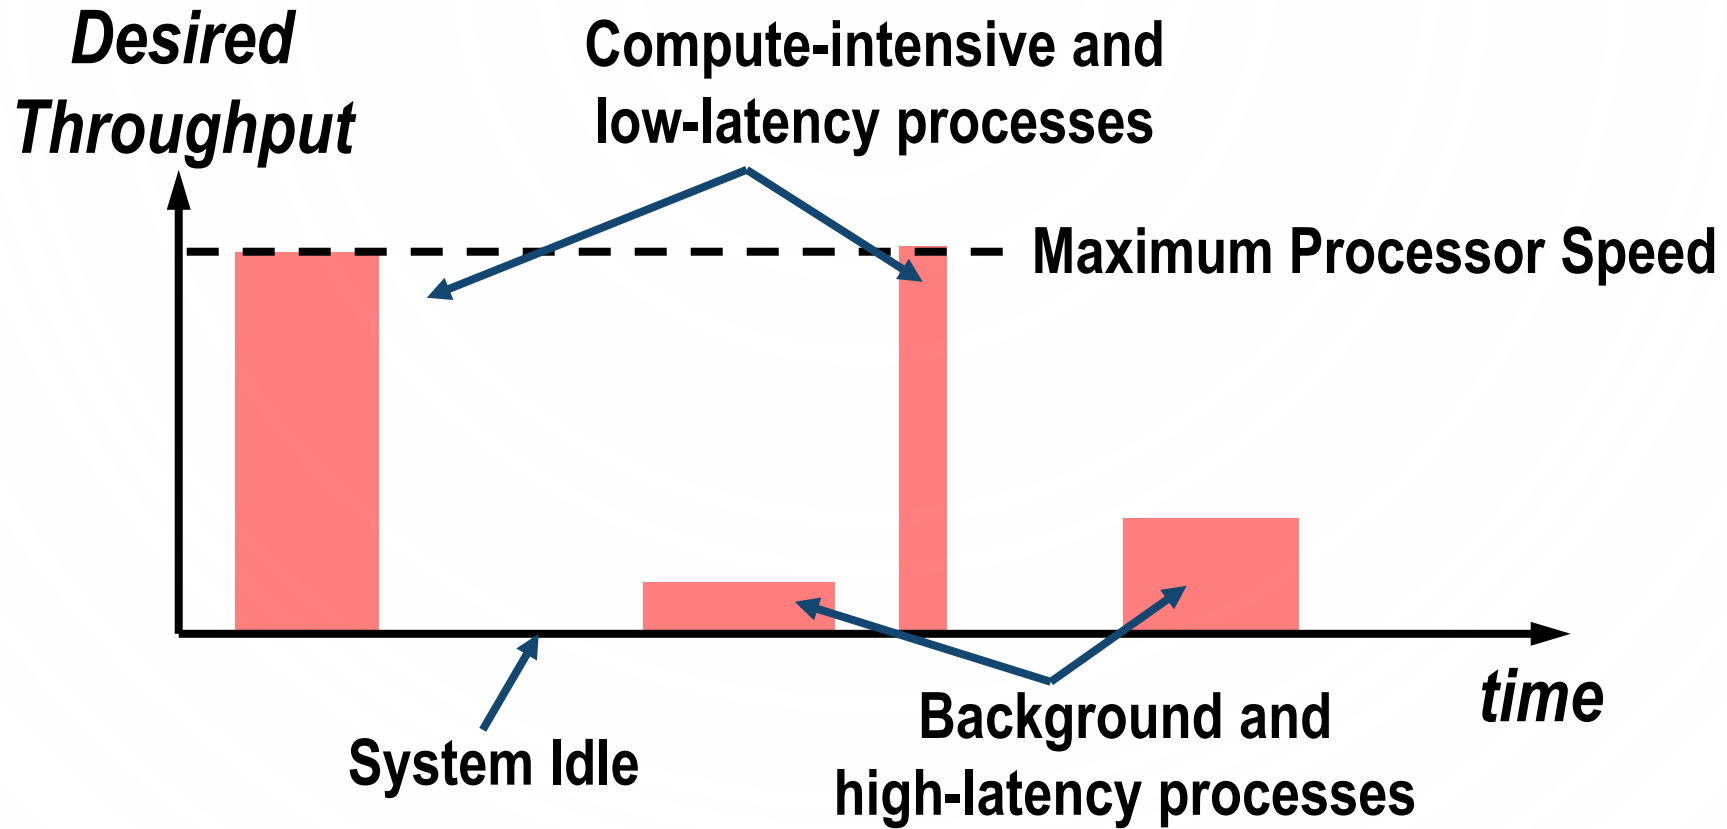 Desired
Throughput
Compute-intensive and
low-latency processes
Maximum Processor Speed
time
System Idle
Background and
high-latency processes